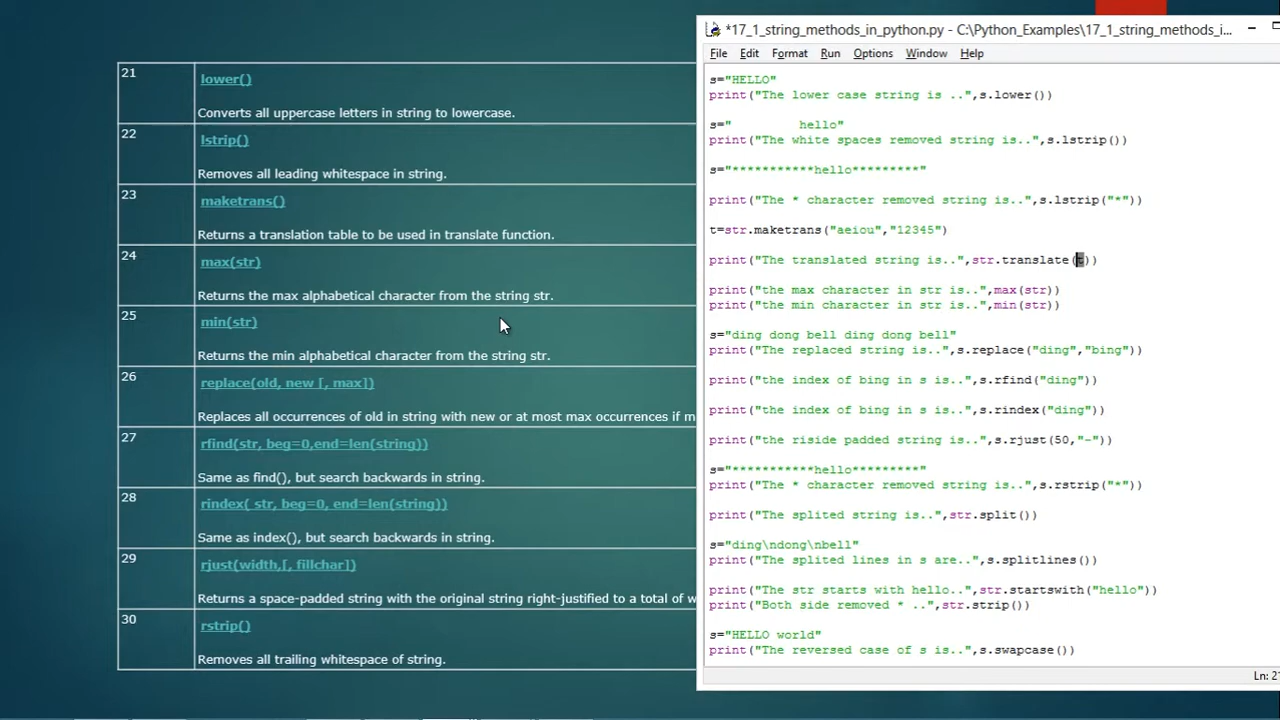 21
lower()
Converts all uppercase letters in string to lowercase.
22
lstrip()
Removes all leading whitespace in string.
23
maketrans()
Returns a translation table to be used in translate function.
24
max(str)
Returns the max alphabetical character from the string str.
25
min(str)
Returns the min alphabetical character from the string str.
26
replace(old, new [, max])
Replaces all occurrences of old in string with new or at most max occurrences if m
27
rfind(str, beg=0,end=len(string))
Same as find(), but search backwards in string.
28
rindex( str, beg=0, end=len(string))
Same as index(), but search backwards in string.
29
rjust(width,[, fillchar])
Returns a space-padded string with the original string right-justified to a total of w
30
rstrip()
Removes all trailing whitespace of string.
*17_1_string_methods_in_python.py - C:\Python_Examples\17_1_string_methods_i...
File Edit Format Run Options Window Help
s="HELLO"
print("The lower case string is ..",s.lower())
s="         hello"
print("The white spaces removed string is..",s.lstrip())
s="***********hello*********"
print("The * character removed string is..",s.lstrip("*"))
t=str.maketrans("aeiou","12345")
print("The translated string is..",str.translate(t))
print("the max character in str is..",max(str))
print("the min character in str is..",min(str))
s="ding dong bell ding dong bell"
print("The replaced string is..",s.replace("ding","bing"))
print("the index of bing in s is..",s.rfind("ding"))
print("the index of bing in s is..",s.rindex("ding"))
print("the riside padded string is..",s.rjust(50,"-"))
s="***********hello*********"
print("The * character removed string is..",s.rstrip("*"))
print("The splited string is..",str.split())
s="ding\ndong\nbell"
print("The splited lines in s are..",s.splitlines())
print("The str starts with hello..",str.startswith("hello"))
print("Both side removed * ..",str.strip())
s="HELLO world"
print("The reversed case of s is..",s.swapcase())
Ln: 21